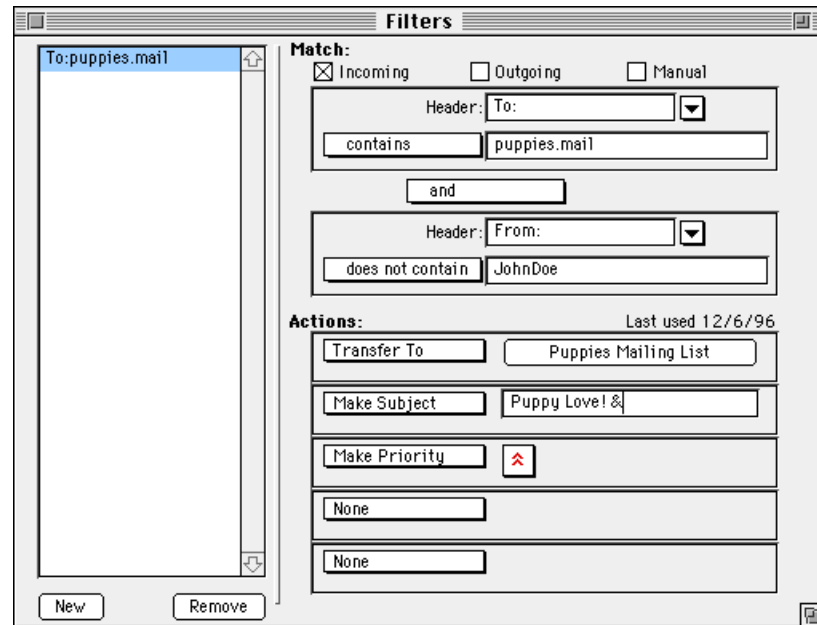 Filters
To:puppies.mail
Match:
Incoming Outgoing Manual
Header: To:
contains puppies.mail
and
Header: From:
does not contain JohnDoe
Actions: Last used 12/6/96
Transfer To Puppies Mailing List
Make Subject Puppy Love! &
Make Priority
None
None
New Remove